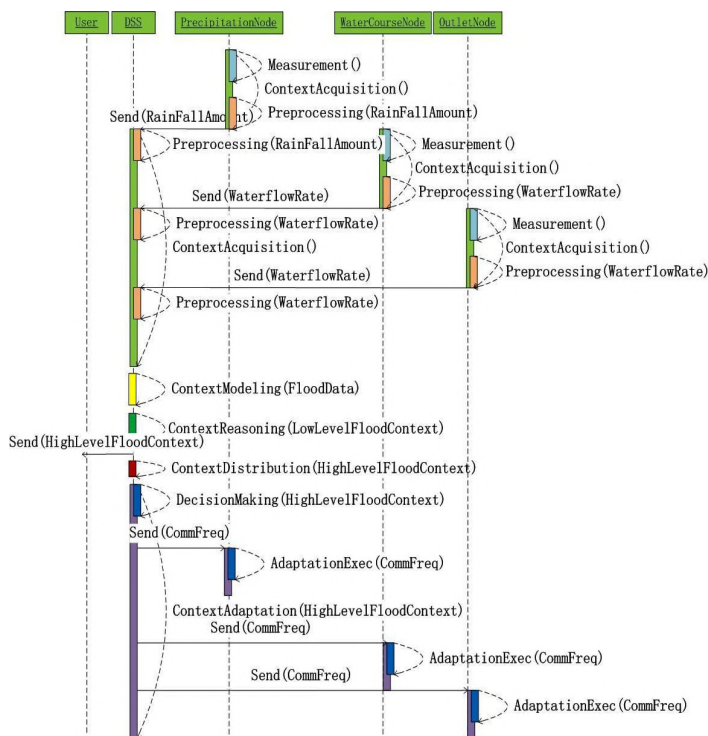 User DSS PrecipitationNode WaterCourseNode OutletNode
Measurement()
ContextAcquisition()
Preprocessing(RainFallAmount)
Send(RainFallAmount)
Preprocessing(RainFallAmount)
Measurement()
ContextAcquisition()
Preprocessing(WaterflowRate)
Send(WaterflowRate)
Preprocessing(WaterflowRate)
Measurement()
ContextAcquisition()
ContextAcquisition()
Send(WaterflowRate)
Preprocessing(WaterflowRate)
Preprocessing(WaterflowRate)
ContextModeling(FloodData)
ContextReasoning(LowLevelFloodContext)
Send(HighLevelFloodContext)
ContextDistribution(HighLevelFloodContext)
DecisionMaking(HighLevelFloodContext)
Send(CommFreq)
AdaptationExec(CommFreq)
ContextAdaptation(HighLevelFloodContext)
Send(CommFreq)
AdaptationExec(CommFreq)
Send(CommFreq)
AdaptationExec(CommFreq)